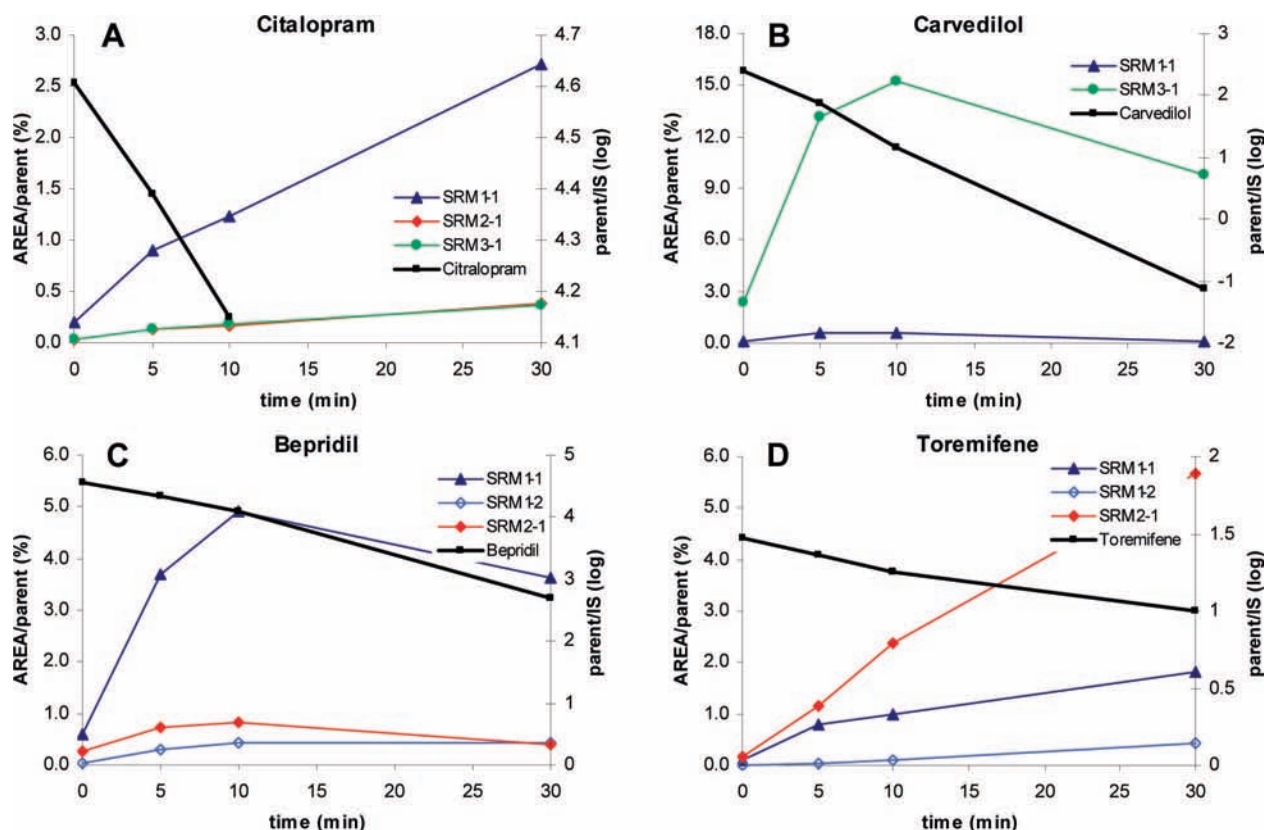 A
Citalopram
AREA/parent (%)
3.0
2.5
2.0
1.5
1.0
0.5
0.0
4.7
4.6
4.5
4.4
4.3
4.2
4.1
parent/IS (log)
SRM1-1
SRM2-1
SRM3-1
Citralopram
0 5 10 15 20 25 30
time (min)
B
Carvedilol
AREA/parent (%)
18.0
15.0
12.0
9.0
6.0
3.0
0.0
3
2
1
0
-1
-2
parent/IS (log)
SRM1-1
SRM3-1
Carvedilol
0 5 10 15 20 25 30
time (min)
C
Bepridil
AREA/parent (%)
6.0
5.0
4.0
3.0
2.0
1.0
0.0
5
4
3
2
1
0
parent/IS (log)
SRM1-1
SRM1-2
SRM2-1
Bepridil
0 5 10 15 20 25 30
time (min)
D
Toremifene
AREA/parent (%)
6.0
5.0
4.0
3.0
2.0
1.0
0.0
2
1.5
1
0.5
0
parent/IS (log)
SRM1-1
SRM1-2
SRM2-1
Toremifene
0 5 10 15 20 25 30
time (min)